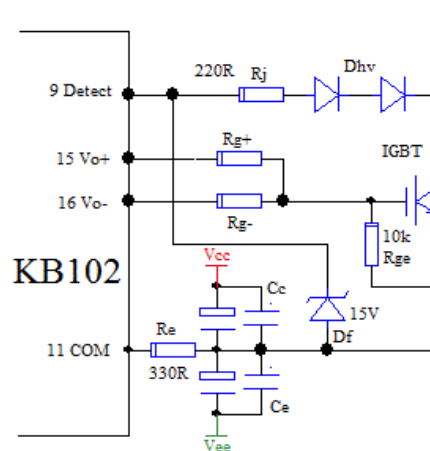 220R Rj Dhv
9 Detect
Rg+
15 Vo+
IGBT
16 Vo-
Rg-
10k
Rge
KB102
Vcc
Cc
15V
Re
Df
11 COM
330R
Ce
Vee